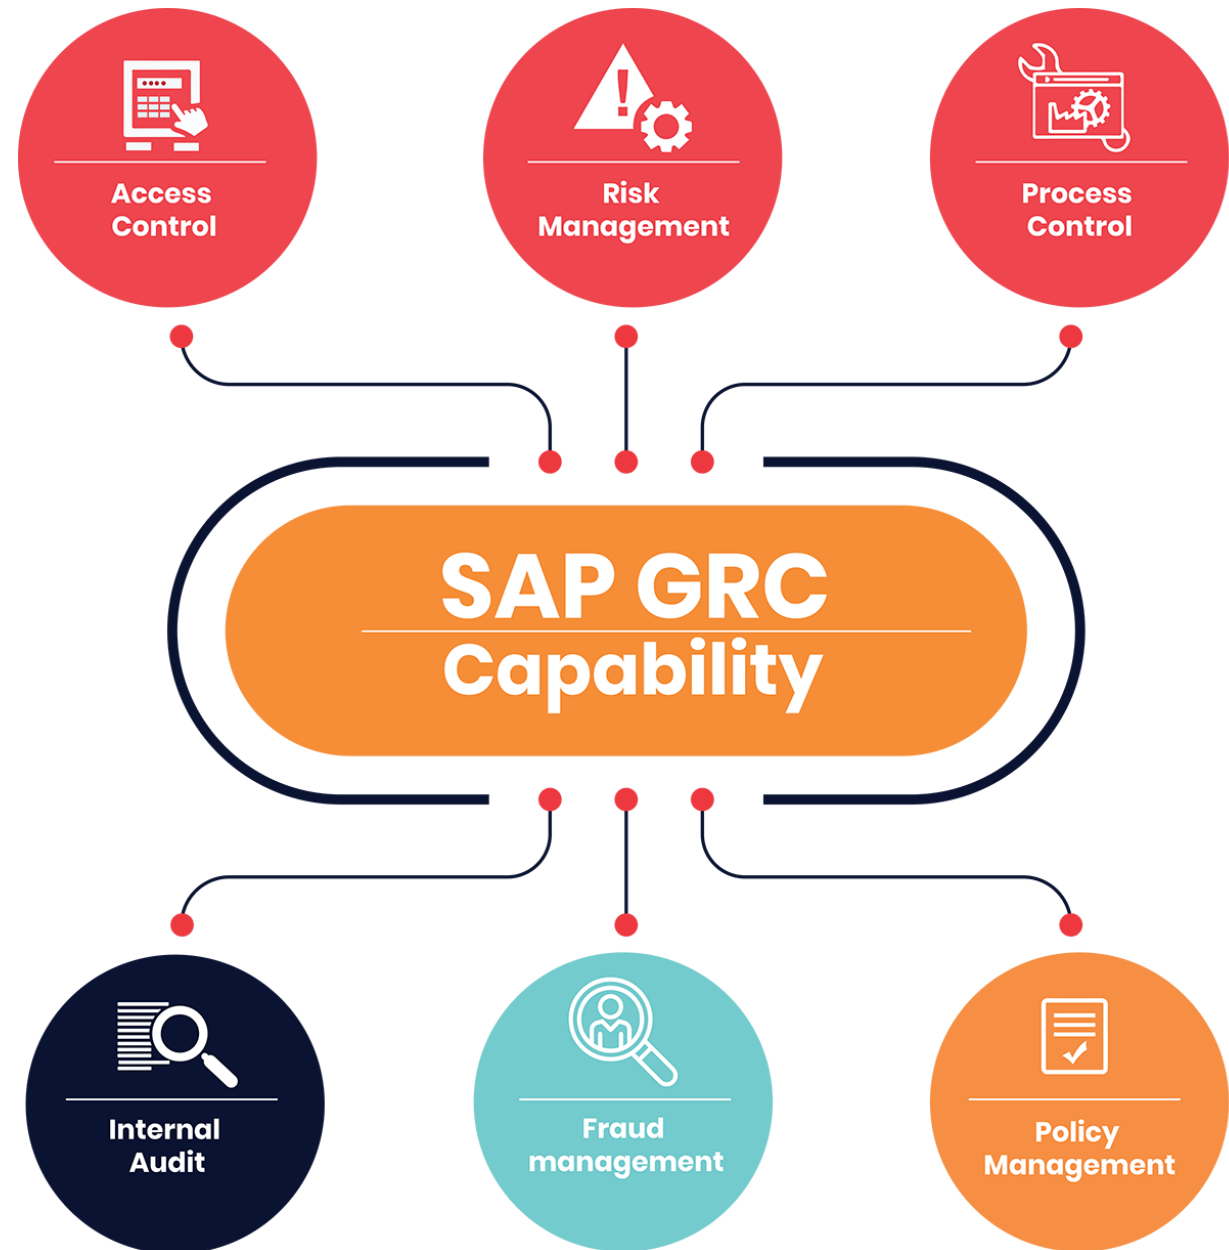 Access
Control
Risk
Management
Process
Control
SAP GRC
Capability
Internal
Audit
Fraud
management
Policy
Management